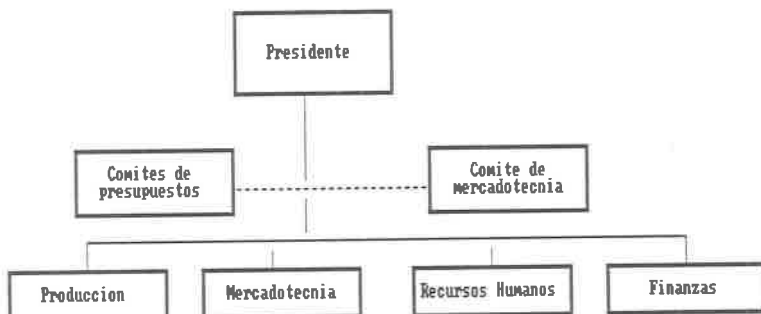 Presidente
Comites de
presupuestos
Comite de
mercadotecnia
Produccion
Mercadotecnia
Recursos Humanos
Finanzas